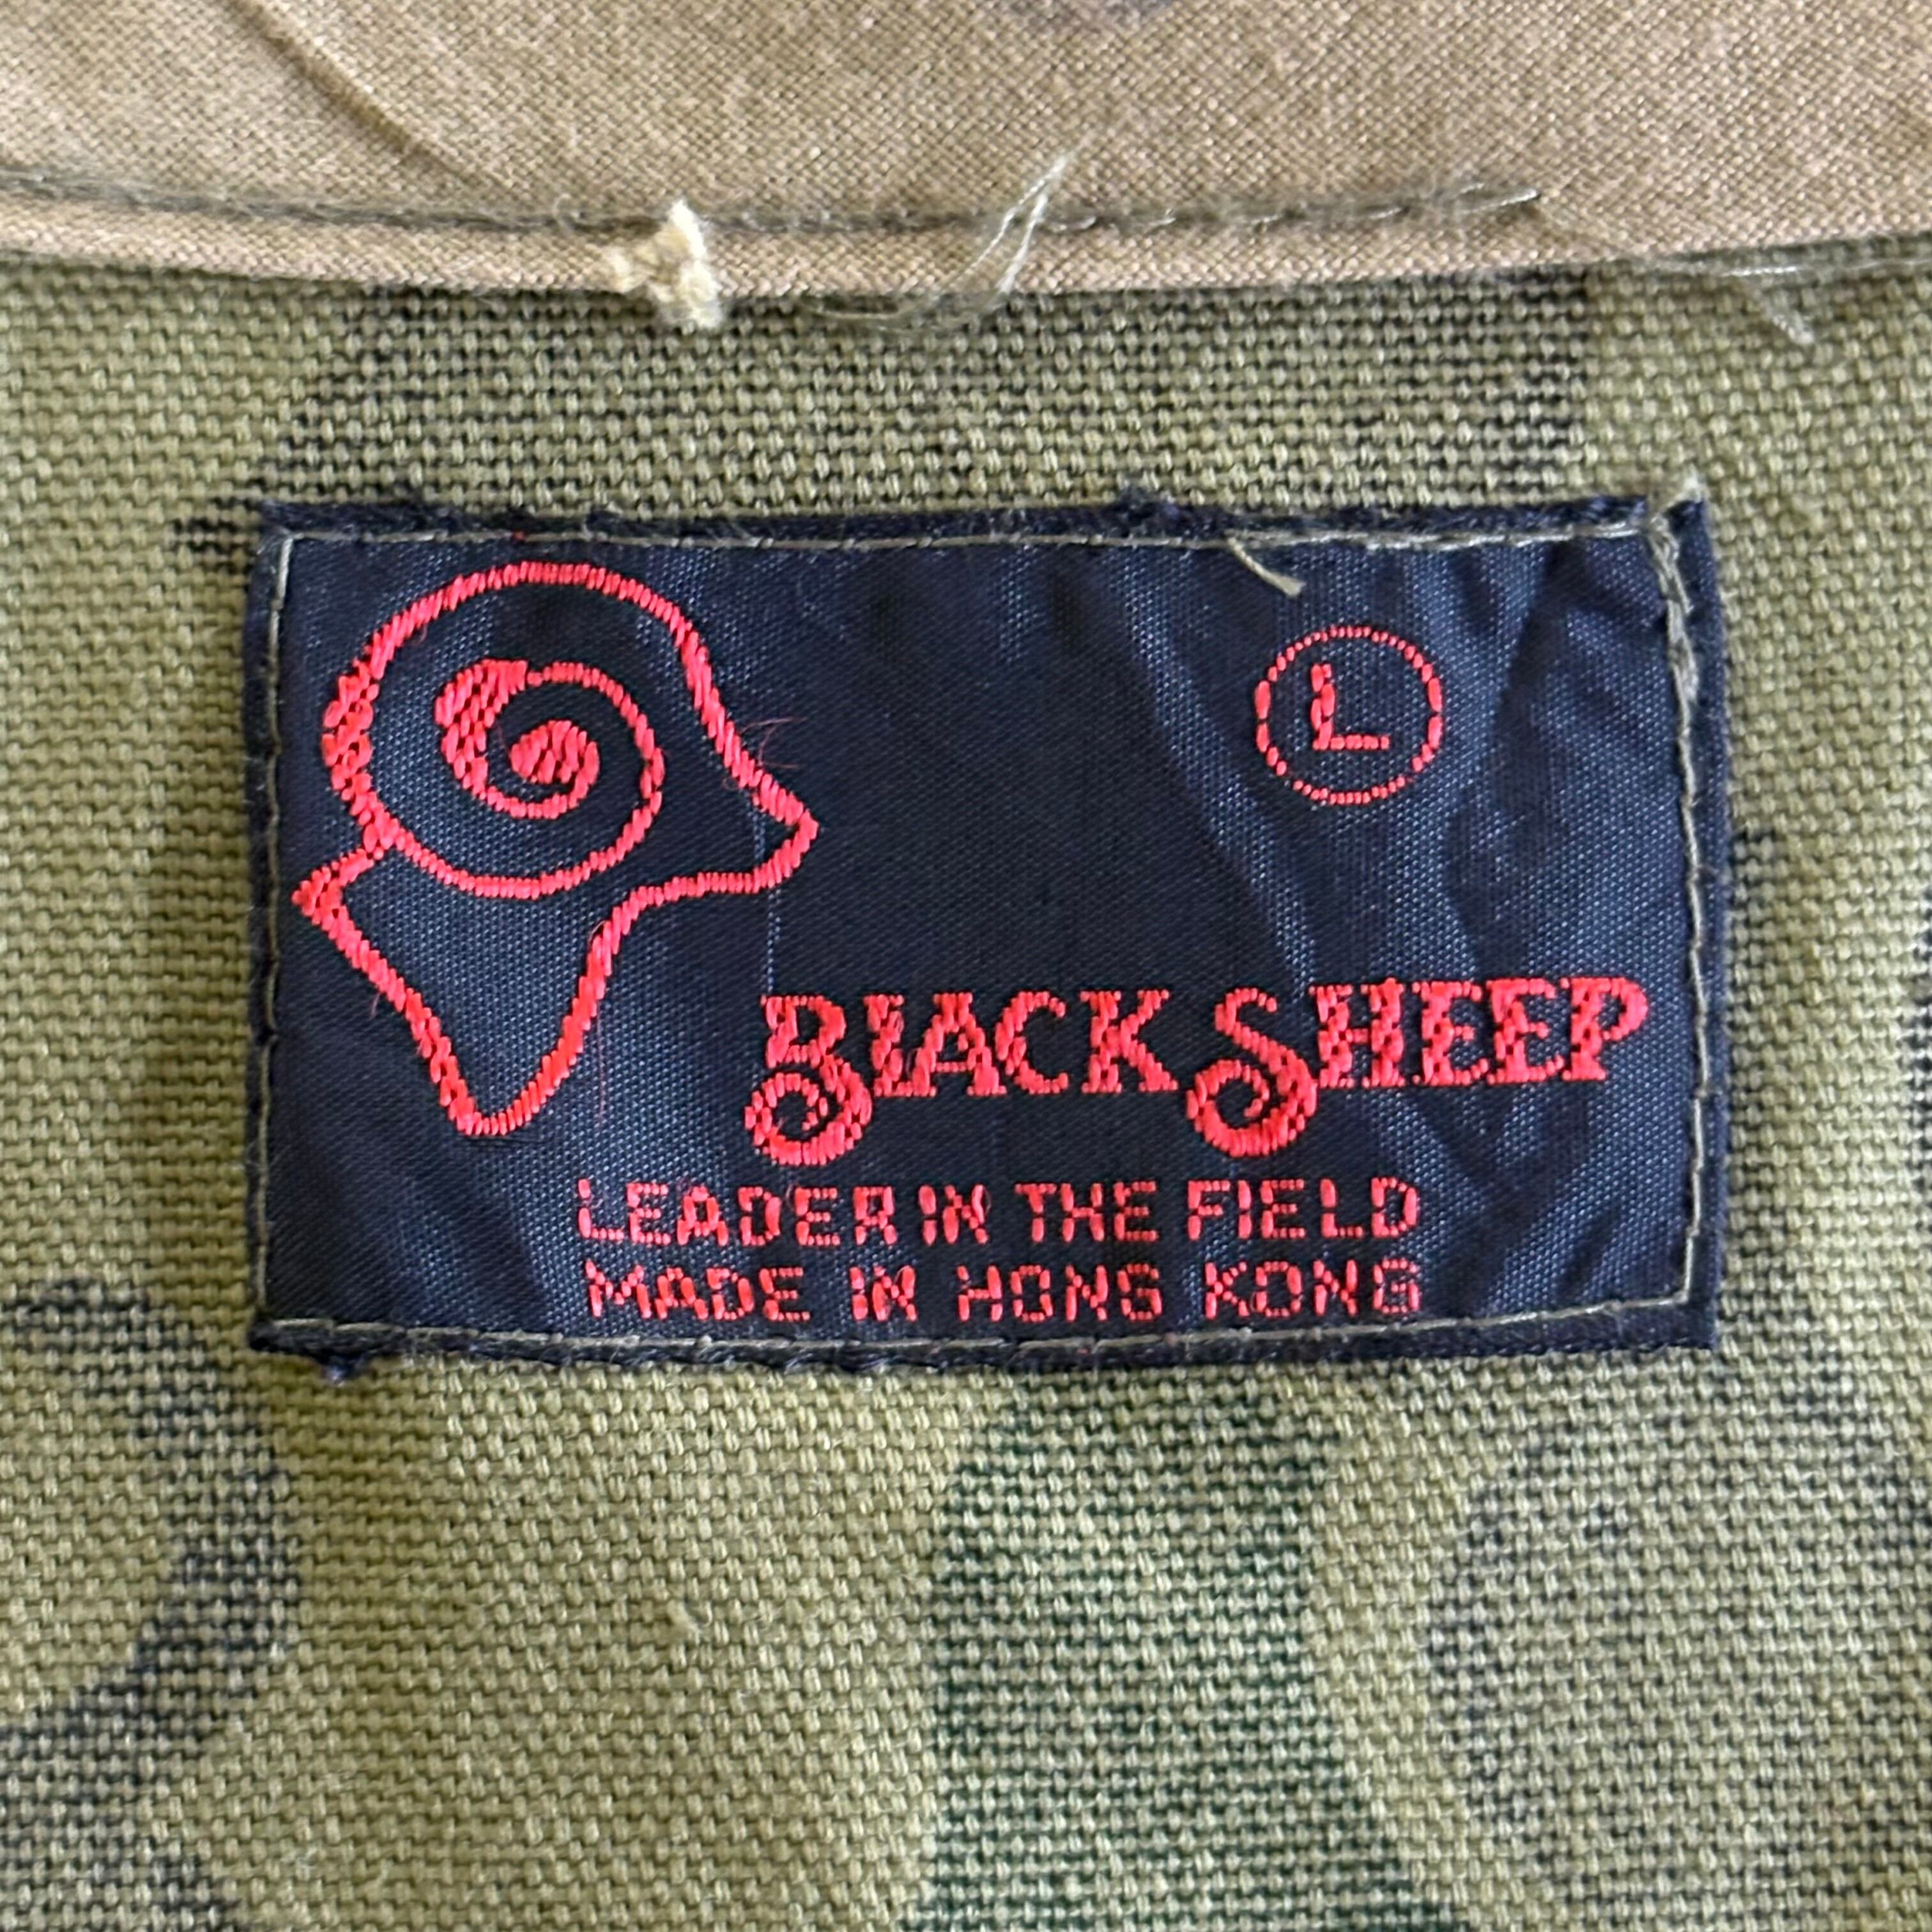 L
BLACK SHEEP
LEADER IN THE FIELD
MADE IN HONG KONG